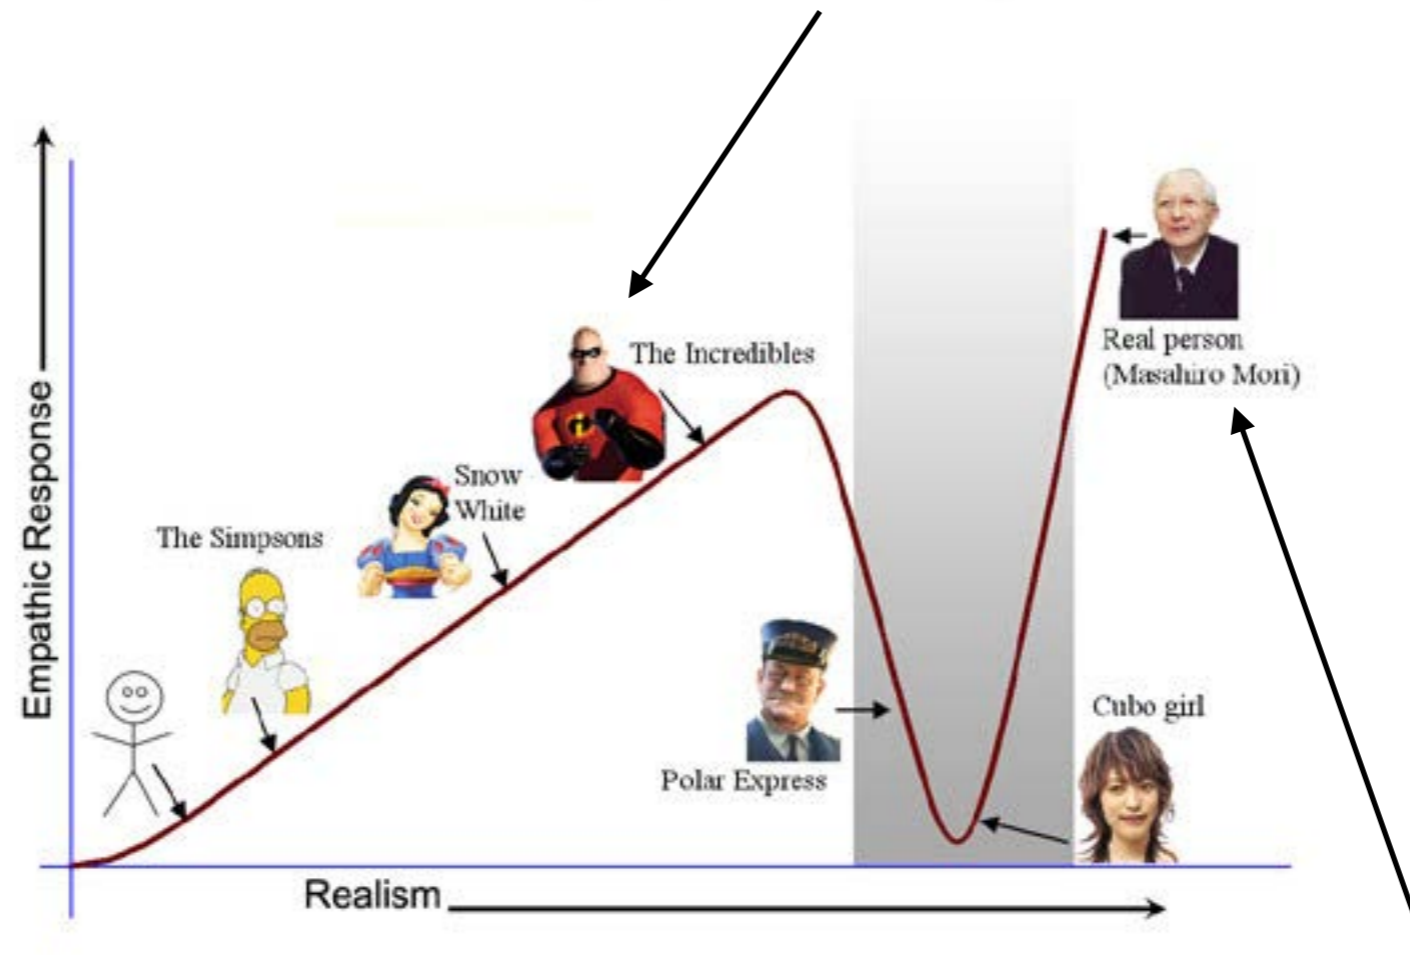 The Incredibles
Real person
(Masahiro Mori)
Snow
White
The Simpsons
Empathic Response
Cubo girl
Polar Express
Realism